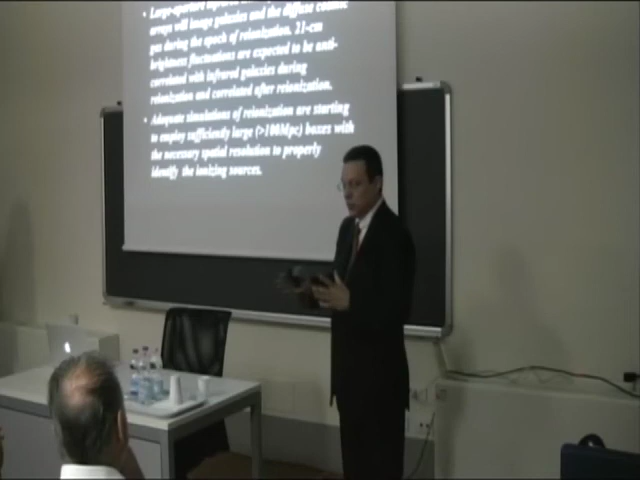 • Large-aperture
arrays will image galaxies and the diffuse cosmic
gas during the epoch of reionization. 21-cm
brightness fluctuations are expected to be anti-
correlated with infrared galaxies during
reionization and correlated after reionization.
• Adequate simulations of reionization are starting
to employ sufficiently large (>100Mpc) boxes with
the necessary spatial resolution to properly
identify the ionizing sources.